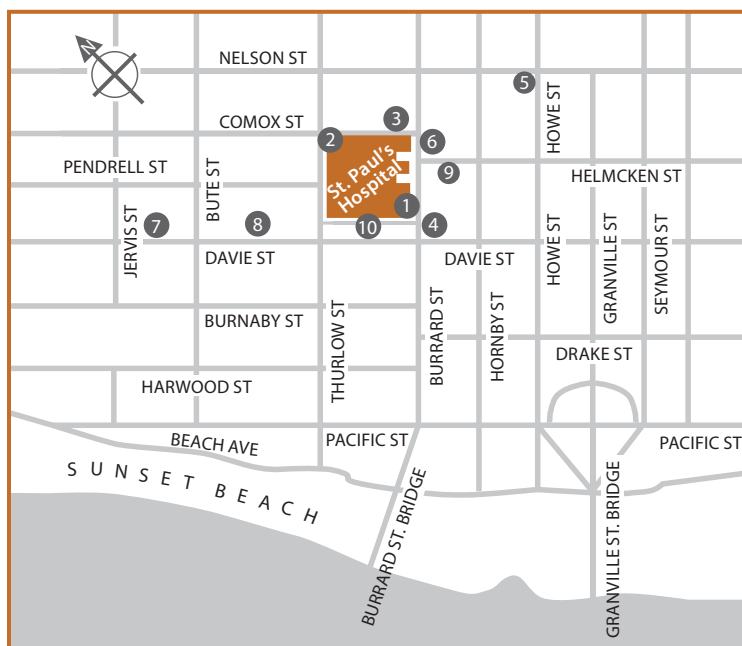 N
NELSON ST
5
HOWE ST
COMOX ST
3
2
6
PENDRELL ST
St. Paul's
Hospital
9
HELMCKEN ST
BUTE ST
1
JERVIS ST
7
8
10
4
DAVIE ST
DAVIE ST
HOWE ST
GRANVILLE ST
SEYMOUR ST
BURNABY ST
THURLOW ST
BURRARD ST
HORNBY ST
DRAKE ST
HARWOOD ST
BEACH AVE
PACIFIC ST
PACIFIC ST
SUNSET BEACH
BURRARD ST. BRIDGE
GRANVILLE ST. BRIDGE